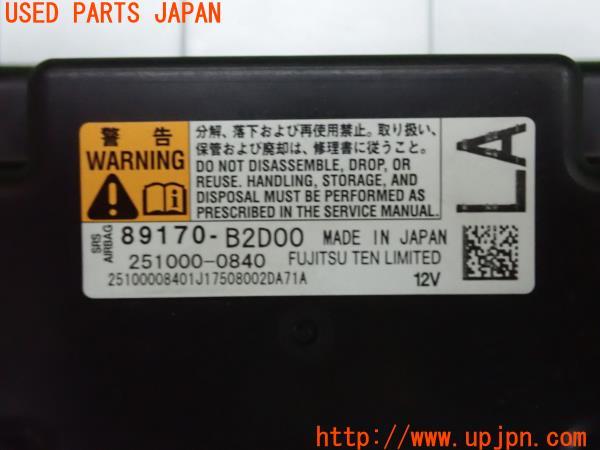 USED PARTS JAPAN
警告
WARNING
分解、落下および再使用禁止。取り扱い、
保管および廃却は、修理書に従うこと。
DO NOT DISASSEMBLE, DROP, OR
REUSE. HANDLING, STORAGE, AND
DISPOSAL MUST BE PERFORMED AS
PRESCRIBED IN THE SERVICE MANUAL.
LA
SRS
AIRBAG
89170-B2D00 MADE IN JAPAN
251000-0840 FUJITSU TEN LIMITED
25100008401J17508002DA71A 12V
http://www.upjpn.com